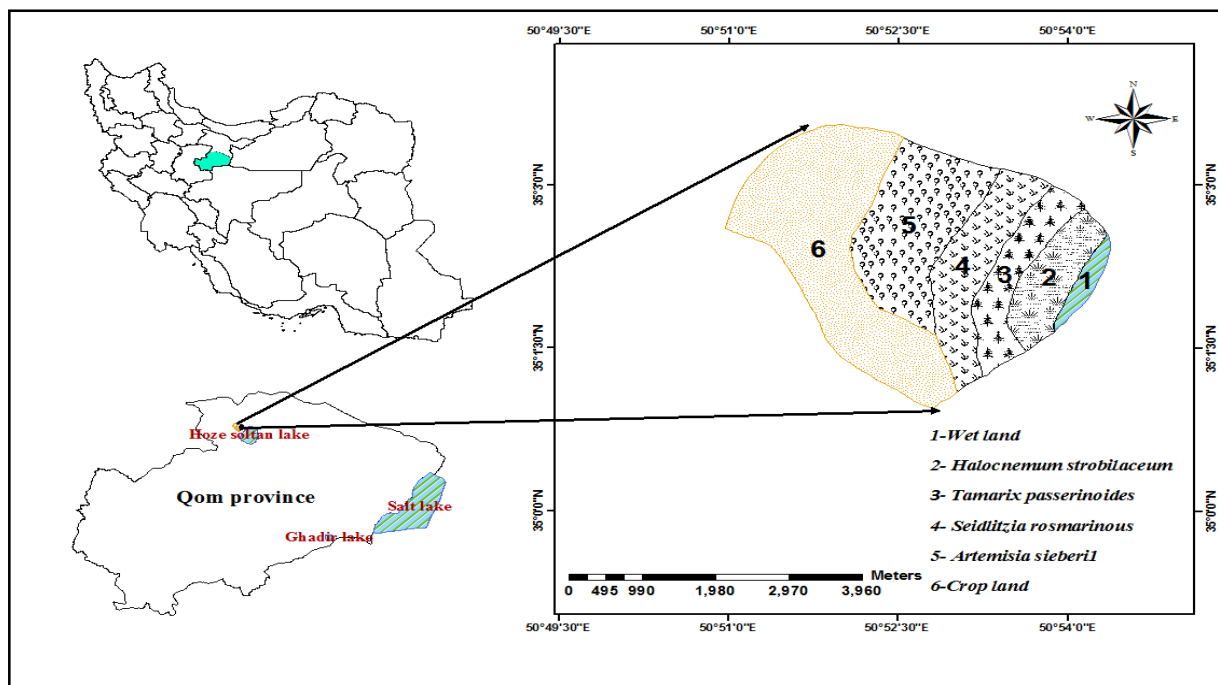 50°49'30"E 50°51'0"E 50°52'30"E 50°54'0"E
N
W E
S
35°3'30"N 35°3'30"N
5
4
6
3
2
1
35°1'30"N 35°1'30"N
Hoze soltan lake
Qom province
Salt lake
Ghadir lake
1-Wet land
2- Halocnemum strobilaceum
3- Tamarix passerinoides
4- Seidlitzia rosmarinous
5- Artemisia sieberi1
6-Crop land
35°0'0"N 35°0'0"N
Meters
0 495 990 1,980 2,970 3,960
50°49'30"E 50°51'0"E 50°52'30"E 50°54'0"E